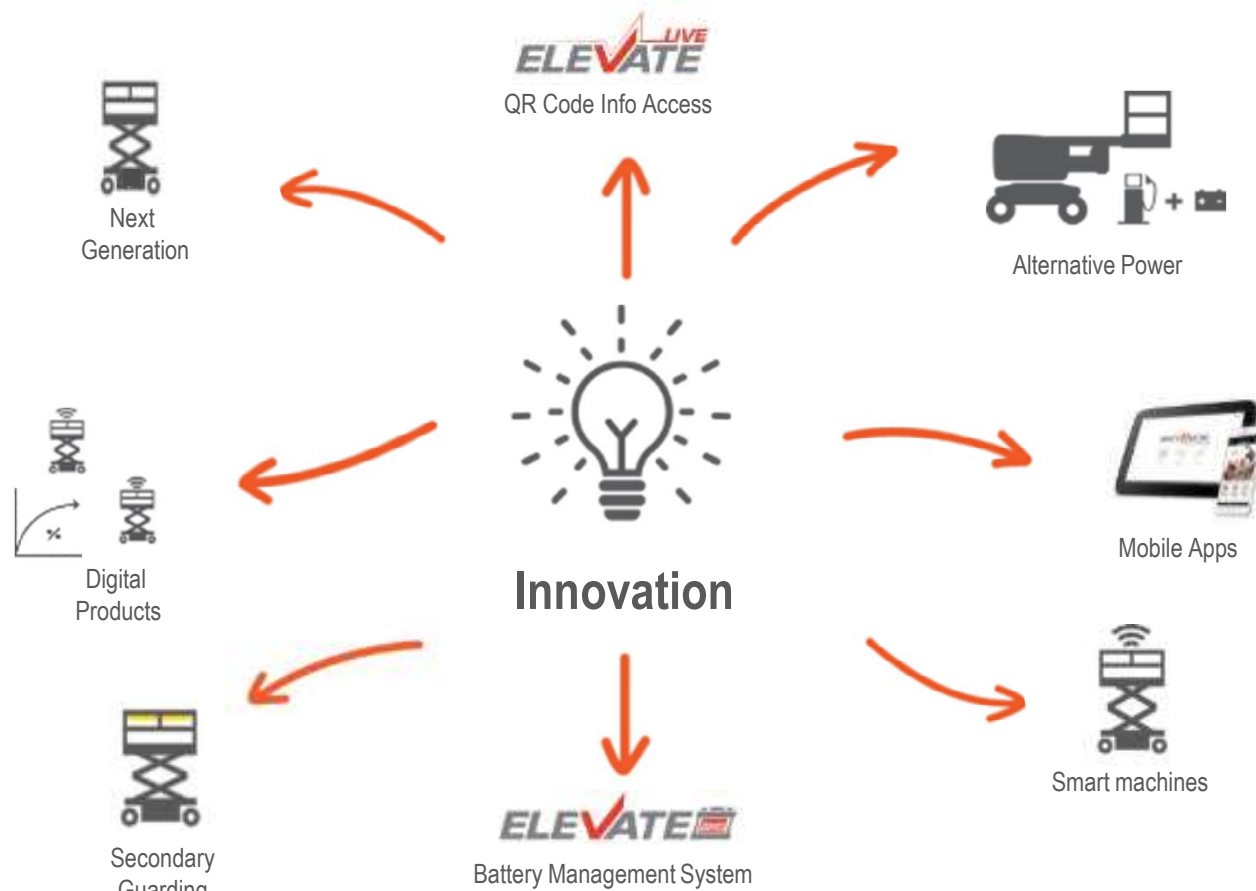 LIVE
ELEVATE
QR Code Info Access
Next
Generation
+
Alternative Power
%
Digital
Products
Mobile Apps
Innovation
Smart machines
Secondary
Guarding
ELEVATE
Battery Management System